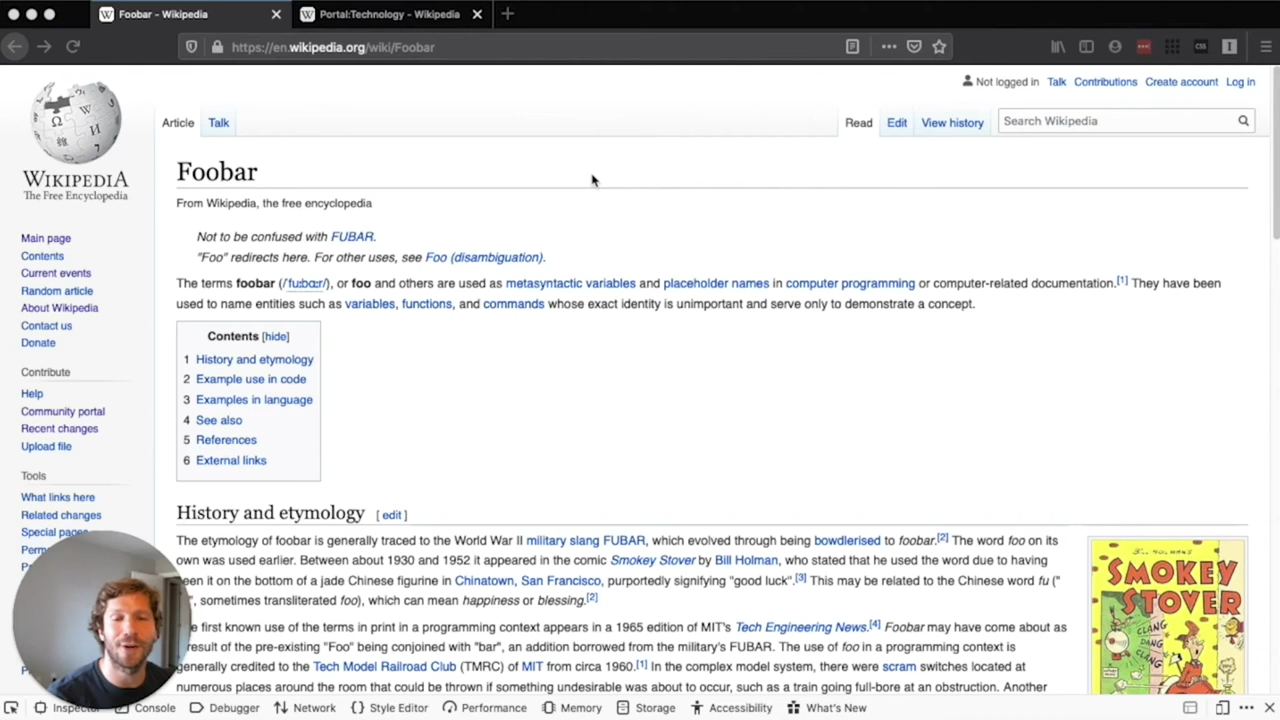 Foobar - Wikipedia
Portal:Technology - Wikipedia
https://en.wikipedia.org/wiki/Foobar
Not logged in Talk Contributions Create account Log in
Article Talk Read Edit View history Search Wikipedia
WIKIPEDIA
The Free Encyclopedia
Main page
Contents
Current events
Random article
About Wikipedia
Contact us
Donate
Contribute
Help
Community portal
Recent changes
Upload file
Tools
What links here
Related changes
Special pages
Foobar
From Wikipedia, the free encyclopedia
Not to be confused with FUBAR.
"Foo" redirects here. For other uses, see Foo (disambiguation).
The terms foobar (/ˈfuːbɑːr/), or foo and others are used as metasyntactic variables and placeholder names in computer programming or computer-related documentation.[1] They have been
used to name entities such as variables, functions, and commands whose exact identity is unimportant and serve only to demonstrate a concept.
Contents [hide]
1 History and etymology
2 Example use in code
3 Examples in language
4 See also
5 References
6 External links
History and etymology [ edit ]
The etymology of foobar is generally traced to the World War II military slang FUBAR, which evolved through being bowdlerised to foobar.[2] The word foo on its
own was used earlier. Between about 1930 and 1952 it appeared in the comic Smokey Stover by Bill Holman, who stated that he used the word due to having
een it on the bottom of a jade Chinese figurine in Chinatown, San Francisco, purportedly signifying "good luck".[3] This may be related to the Chinese word fu ("
", sometimes transliterated foo), which can mean happiness or blessing.[2]
e first known use of the terms in print in a programming context appears in a 1965 edition of MIT's Tech Engineering News.[4] Foobar may have come about as
result of the pre-existing "Foo" being conjoined with "bar", an addition borrowed from the military's FUBAR. The use of foo in a programming context is
generally credited to the Tech Model Railroad Club (TMRC) of MIT from circa 1960.[1] In the complex model system, there were scram switches located at
numerous places around the room that could be thrown if something undesirable was about to occur, such as a train going full-bore at an obstruction. Another
SMOKEY
STOVER
CLANG
DANG
CLANG
Inspector Console Debugger Network Style Editor Performance Memory Storage Accessibility What's New